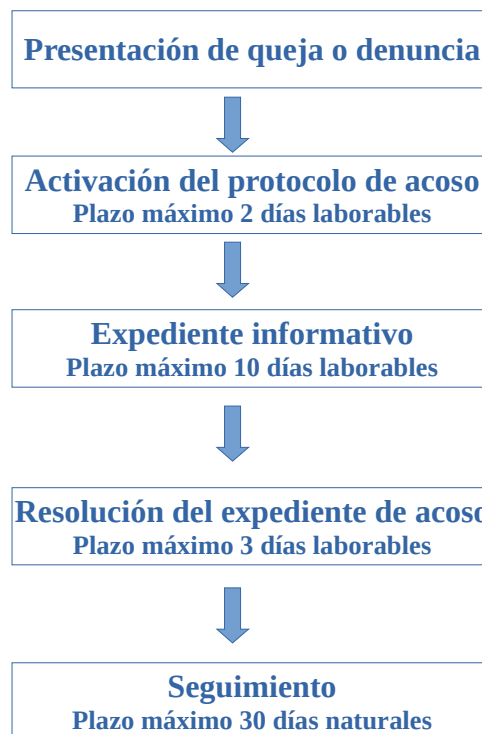 Presentación de queja o denuncia
Activación del protocolo de acoso
Plazo máximo 2 días laborables
Expediente informativo
Plazo máximo 10 días laborables
Resolución del expediente de acoso
Plazo máximo 3 días laborables
Seguimiento
Plazo máximo 30 días naturales